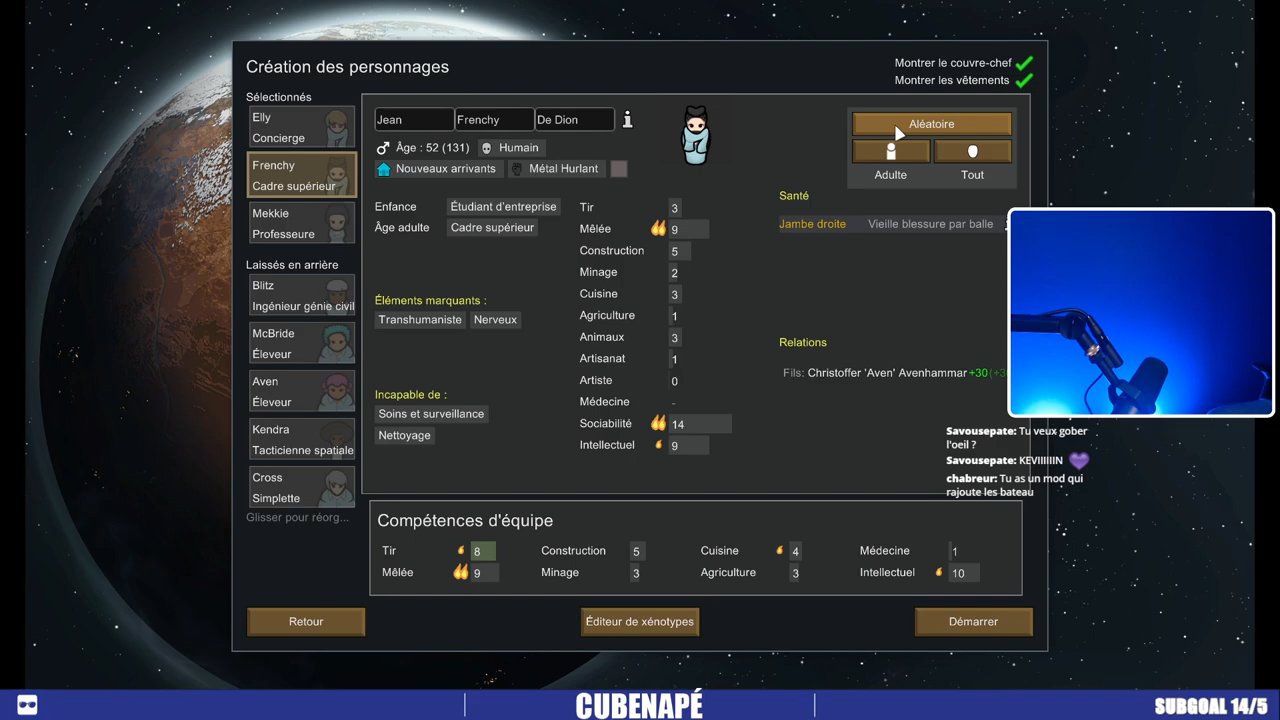 Création des personnages
Montrer le couvre-chef
Montrer les vêtements
Sélectionnés
Elly
Concierge
Frenchy
Cadre supérieur
Mekkie
Professeure
Laissés en arrière
Blitz
Ingénieur génie civil
McBride
Éleveur
Aven
Éleveur
Kendra
Tacticienne spatiale
Cross
Simplette
Glisser pour réorg...
Jean
Frenchy
De Dion
Âge : 52 (131)
Humain
Nouveaux arrivants
Métal Hurlant
Enfance
Étudiant d'entreprise
Âge adulte
Cadre supérieur
Éléments marquants :
Transhumaniste
Nerveux
Incapable de :
Soins et surveillance
Nettoyage
Tir 3
Mêlée 9
Construction 5
Minage 2
Cuisine 3
Agriculture 1
Animaux 3
Artisanat 1
Artiste 0
Médecine -
Sociabilité 14
Intellectuel 9
Aléatoire
Adulte
Tout
Santé
Jambe droite Vieille blessure par balle
Relations
Fils: Christoffer 'Aven' Avenhammar +30
Savousepate: Tu veux gober
l'oeil ?
Savousepate: KEVIIIIIN
chabreur: Tu as un mod qui
rajoute les bateau
Compétences d'équipe
Tir 8
Construction 5
Cuisine 4
Médecine 1
Mêlée 9
Minage 3
Agriculture 3
Intellectuel 10
Retour
Éditeur de xénotypes
Démarrer
CUBENAPÉ
SUBGOAL 14/5